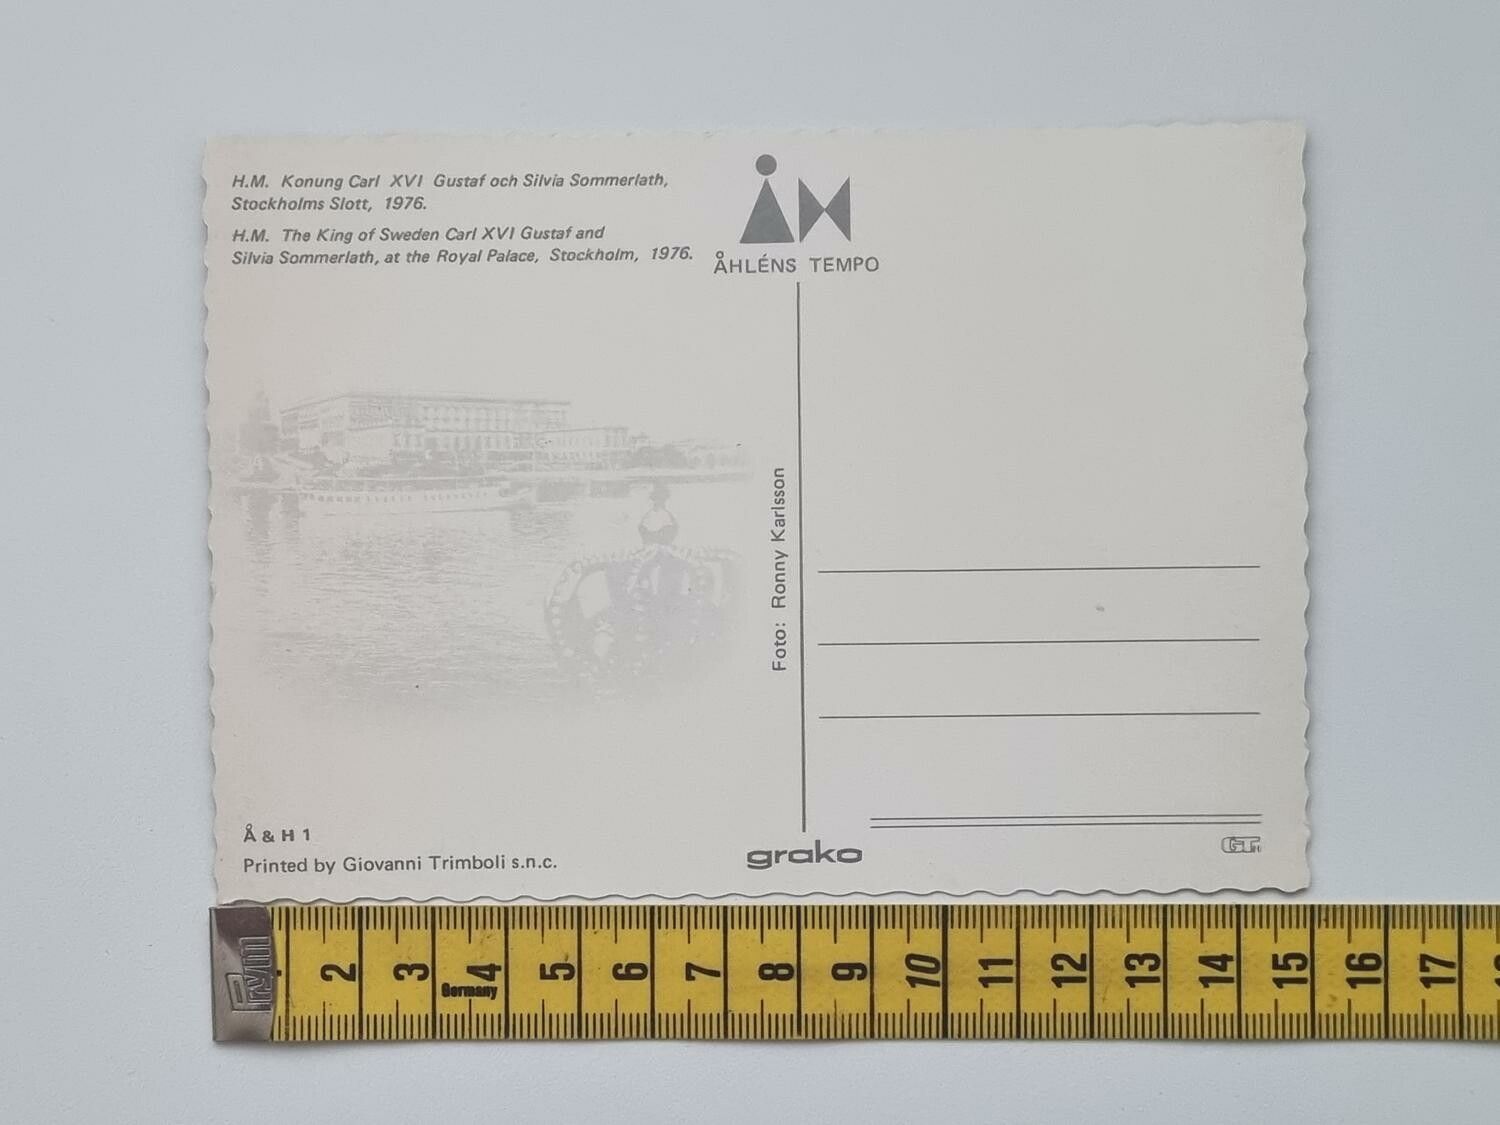 H.M. Konung Carl XVI Gustaf och Silvia Sommerlath,
Stockholms Slott, 1976.
H.M. The King of Sweden Carl XVI Gustaf and
Silvia Sommerlath, at the Royal Palace, Stockholm, 1976.
ÅH
ÅHLÉNS TEMPO
Foto: Ronny Karlsson
Å & H 1
Printed by Giovanni Trimboli s.n.c.
grako
GT
Prym
2 3 4 5 6 7 8 9 10 11 12 13 14 15 16 17
Germany